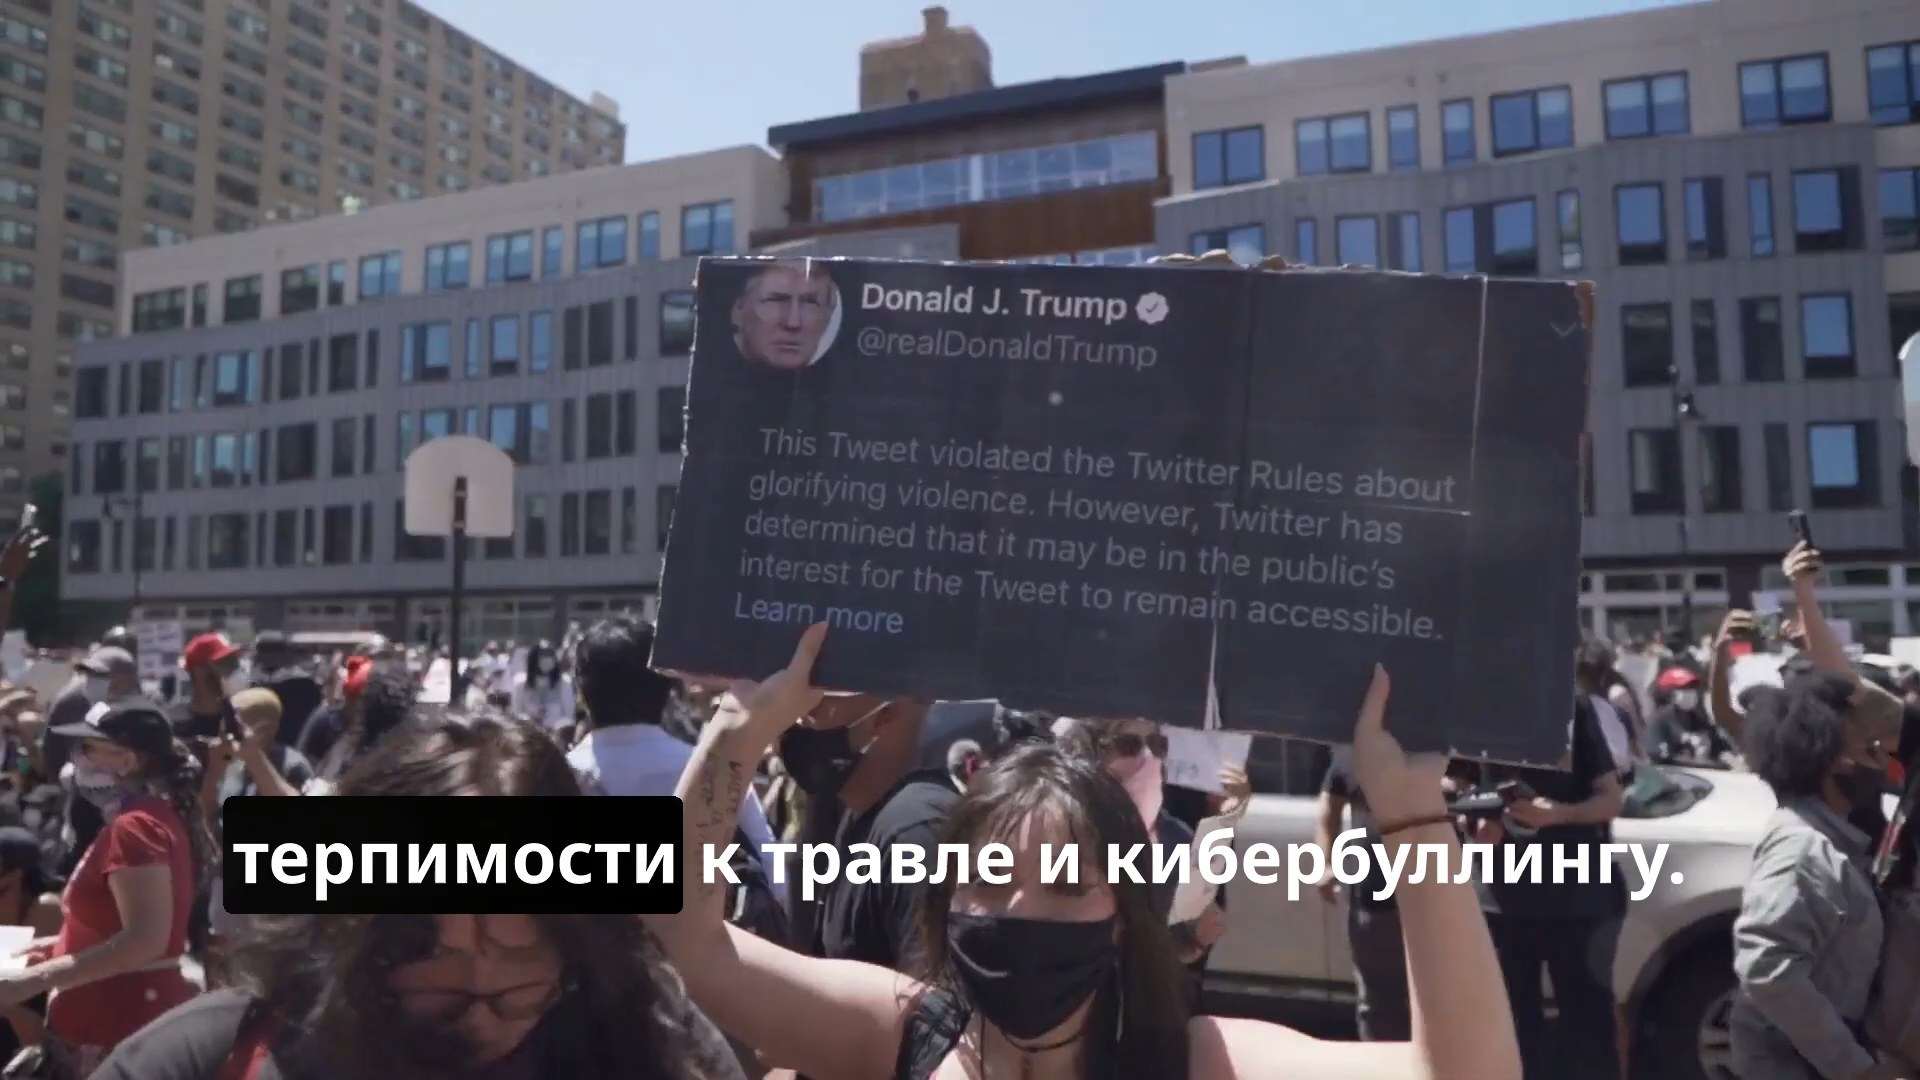 Donald J. Trump
@realDonaldTrump
This Tweet violated the Twitter Rules about
glorifying violence. However, Twitter has
determined that it may be in the public's
interest for the Tweet to remain accessible.
Learn more
терпимости к травле и кибербуллингу.